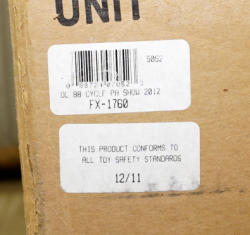 UNIT
5052
DL 88 CYCLE PA SHOW 2012
FX-1760
THIS PRODUCT CONFORMS TO
ALL TOY SAFETY STANDARDS
12/11